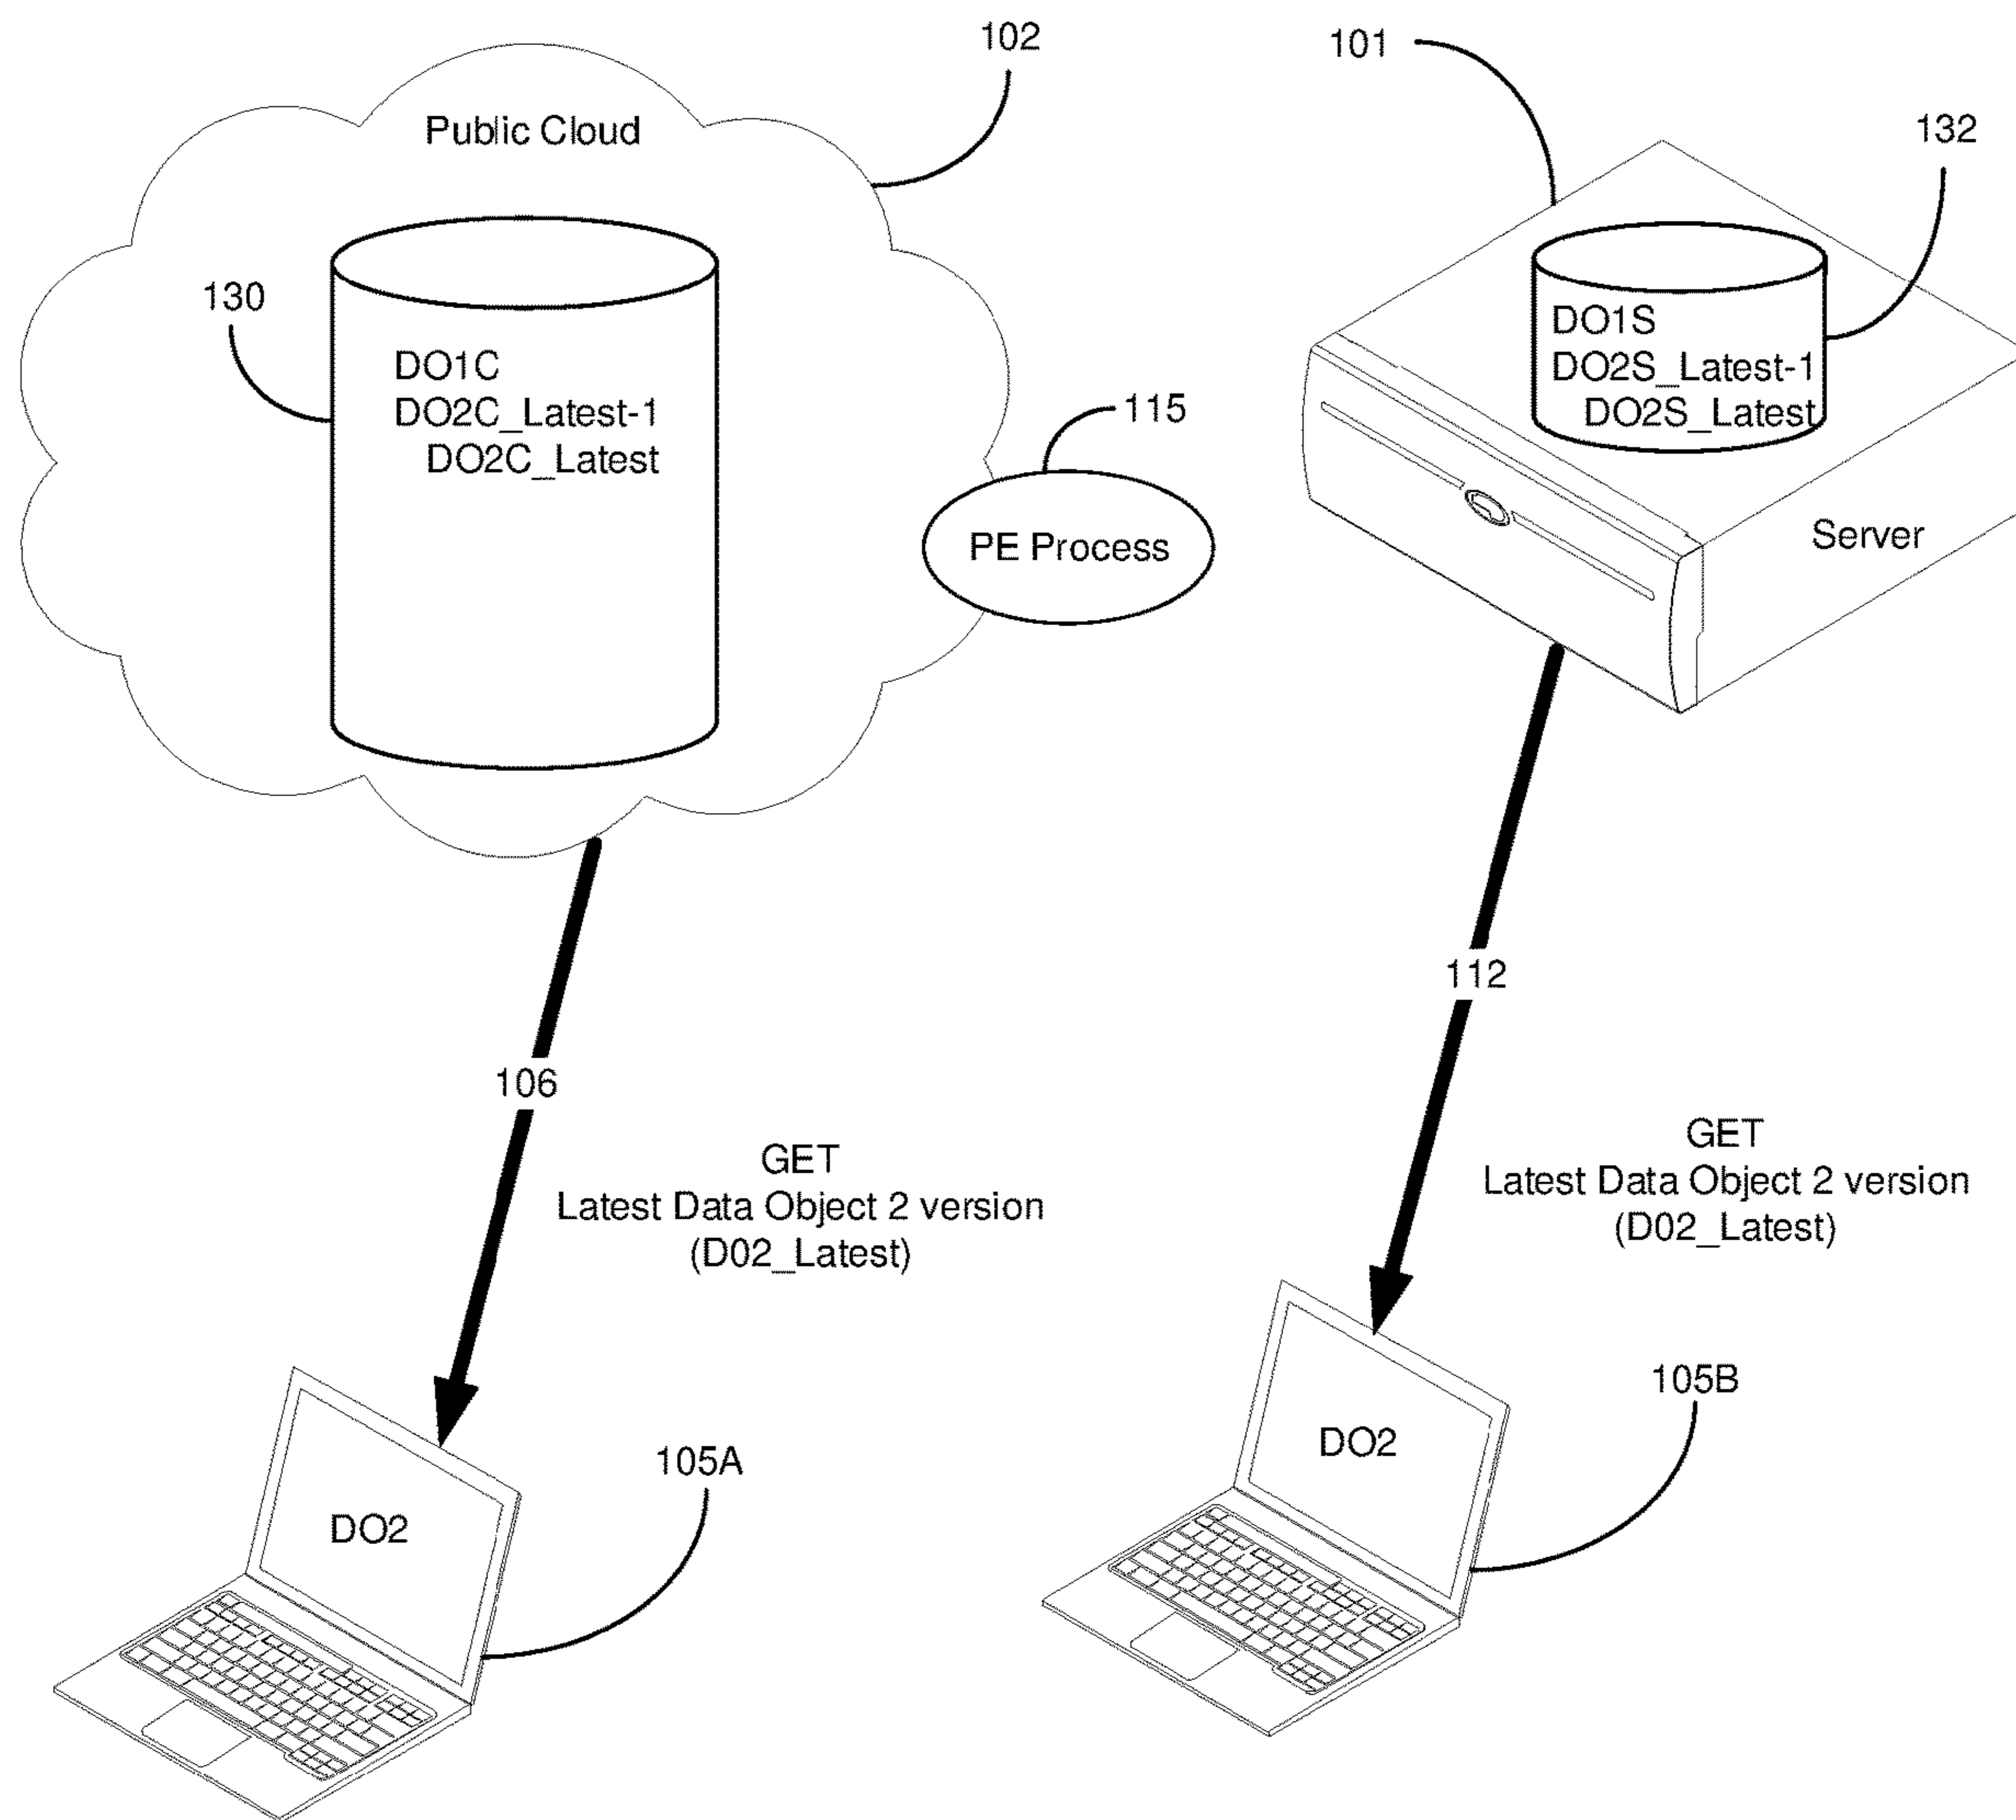 102
101
Public Cloud
132
130
DO1S
DO2S_Latest-1
DO2S_Latest
DO1C
DO2C_Latest-1
DO2C_Latest
115
PE Process
Server
112
106
GET
Latest Data Object 2 version
(D02_Latest)
GET
Latest Data Object 2 version
(D02_Latest)
105B
DO2
105A
DO2